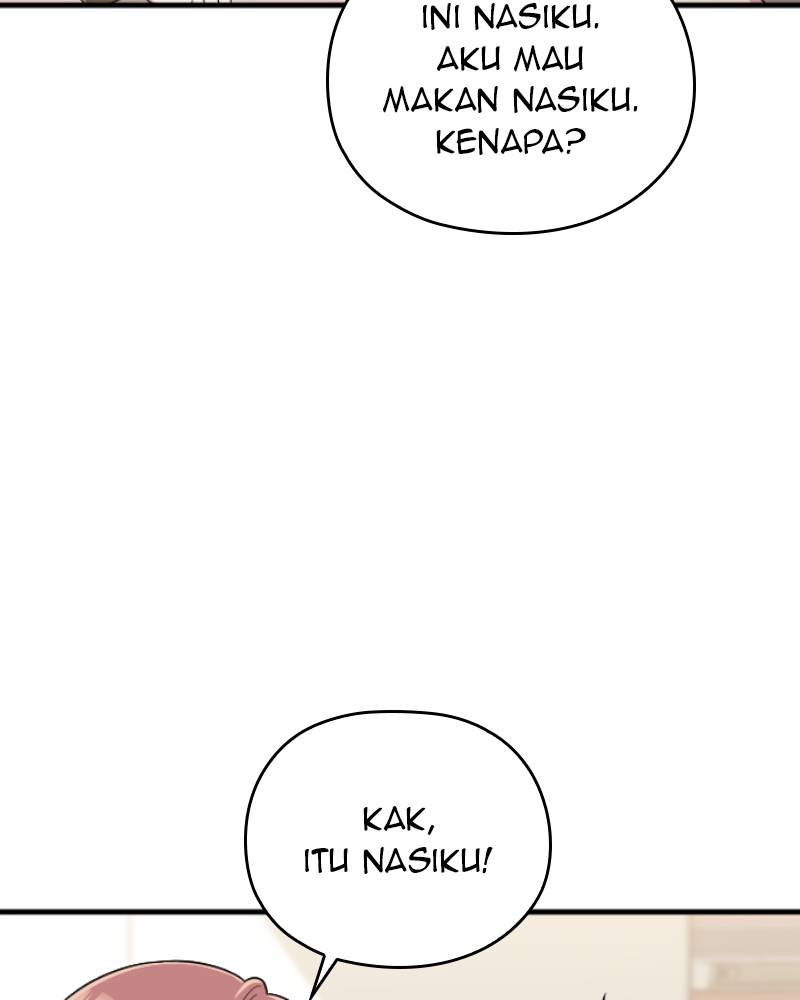 INI NASIKU.
AKU MAU
MAKAN NASIKU.
KENAPA?
KAK,
ITU NASIKU!